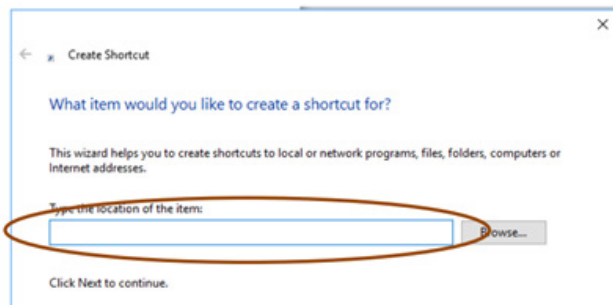 Create Shortcut
What item would you like to create a shortcut for?
This wizard helps you to create shortcuts to local or network programs, files, folders, computers or
Internet addresses.
Type the location of the item:
Browse...
Click Next to continue.